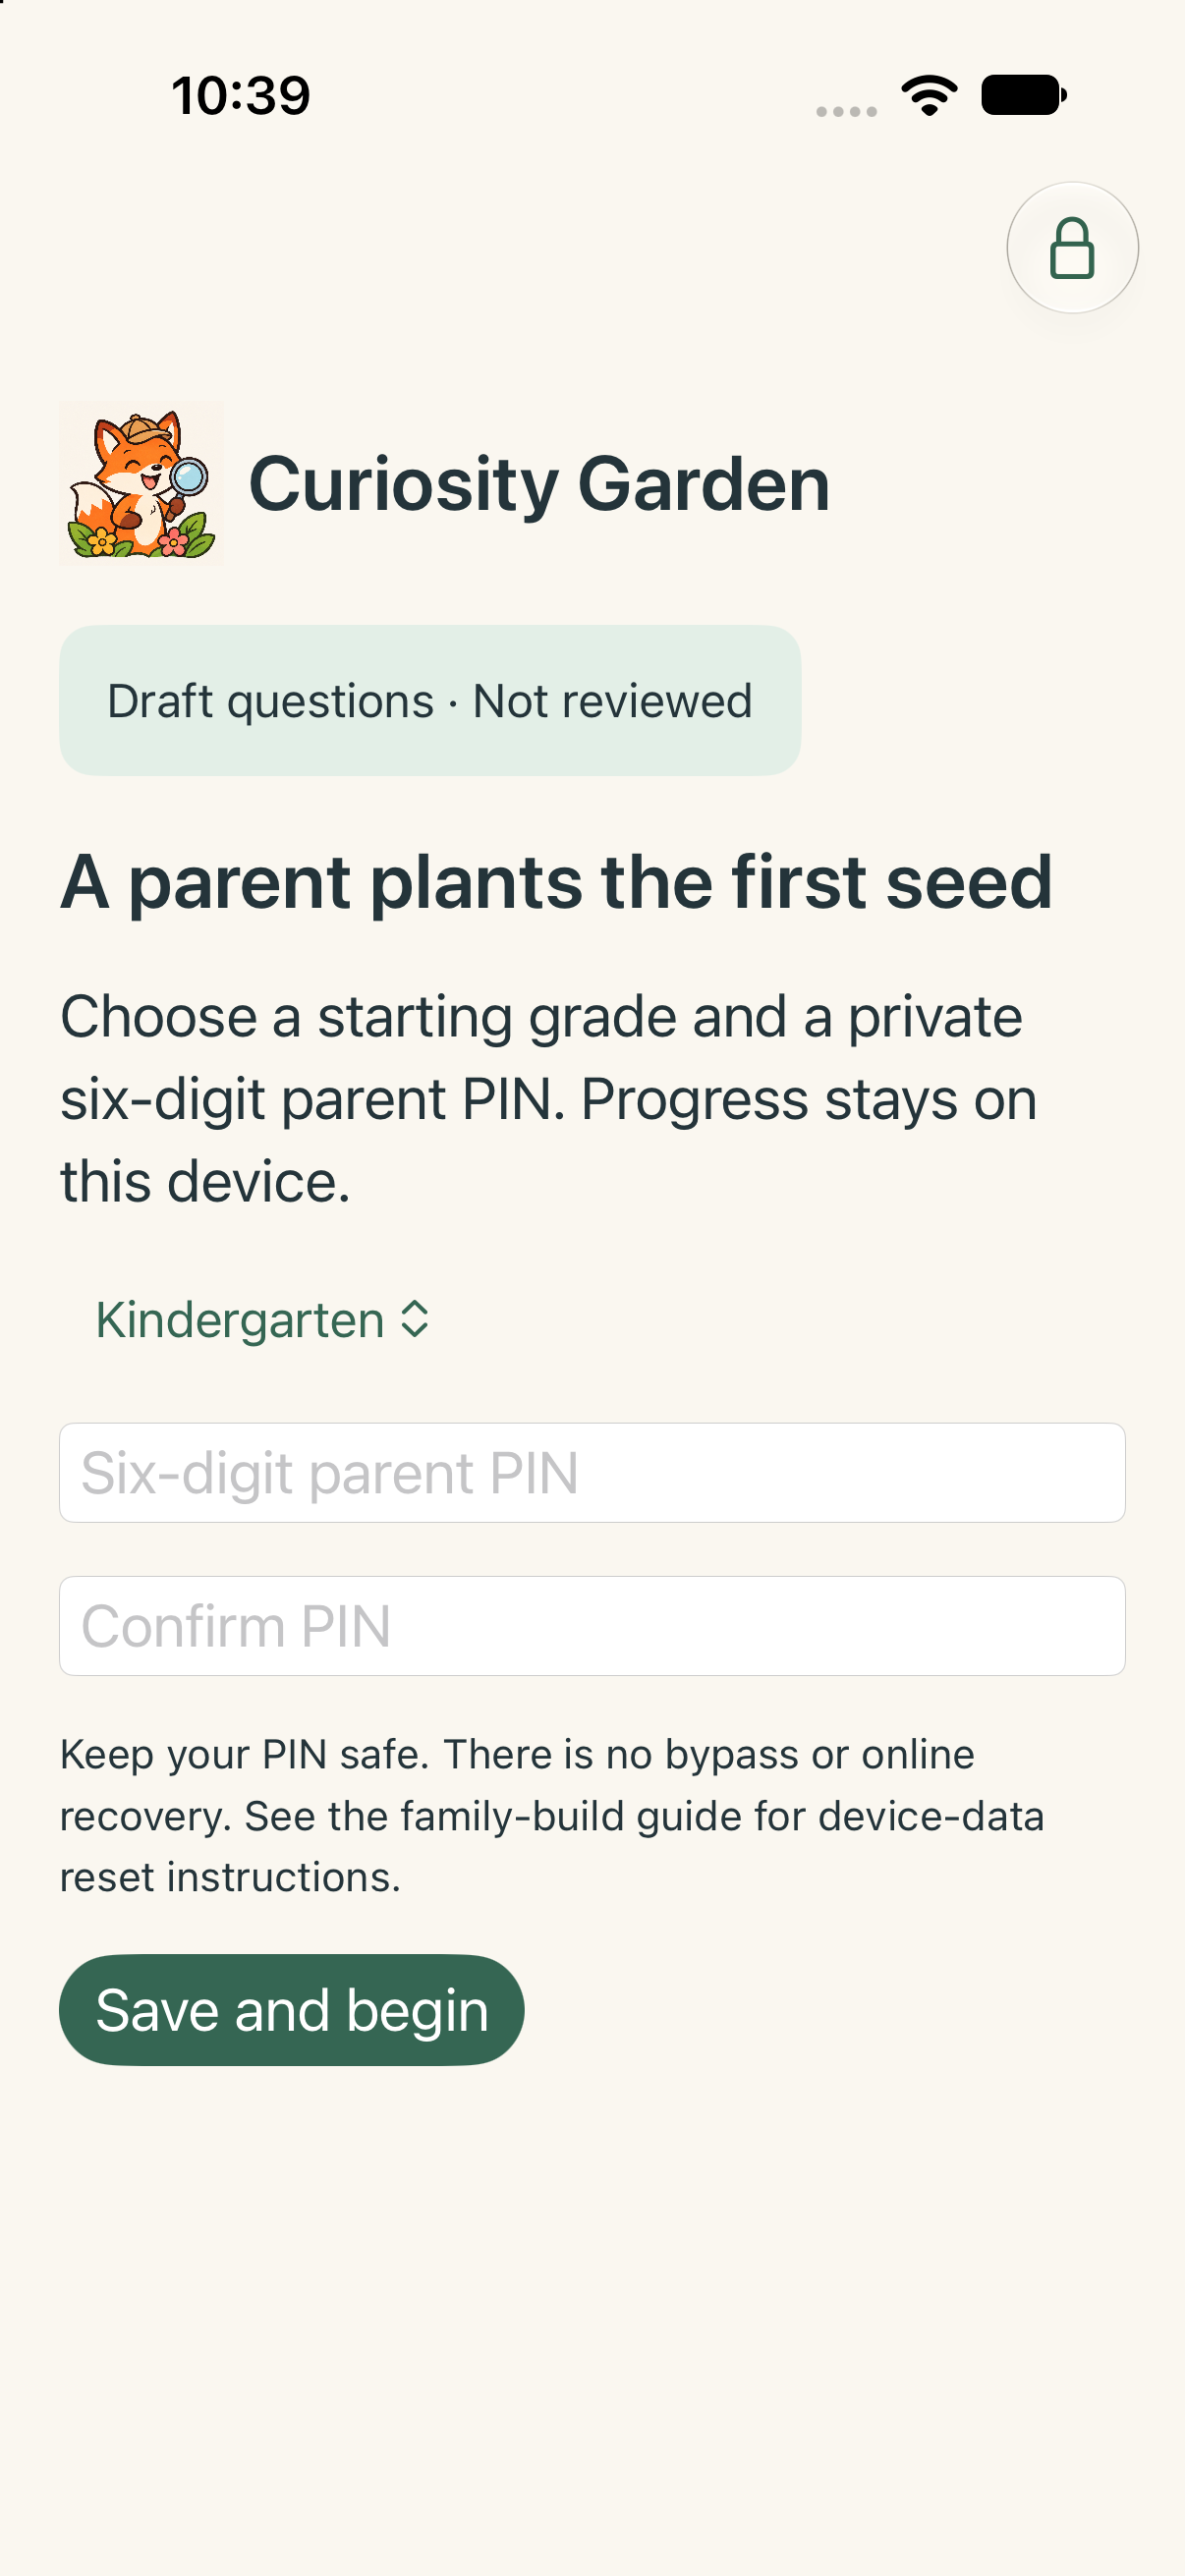 10:39
Curiosity Garden
Draft questions · Not reviewed
A parent plants the first seed
Choose a starting grade and a private
six-digit parent PIN. Progress stays on
this device.
Kindergarten
Six-digit parent PIN
Confirm PIN
Keep your PIN safe. There is no bypass or online
recovery. See the family-build guide for device-data
reset instructions.
Save and begin